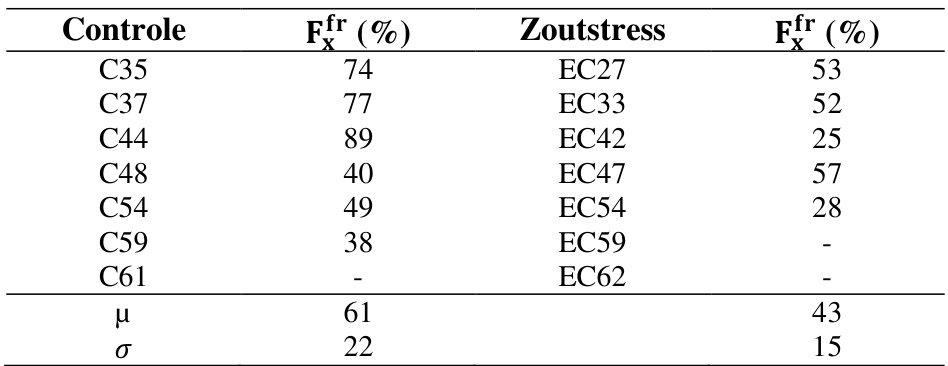 Controle F_x^fr (%) Zoutstress F_x^fr (%)
C35 74 EC27 53
C37 77 EC33 52
C44 89 EC42 25
C48 40 EC47 57
C54 49 EC54 28
C59 38 EC59 -
C61 - EC62 -
μ 61 43
σ 22 15